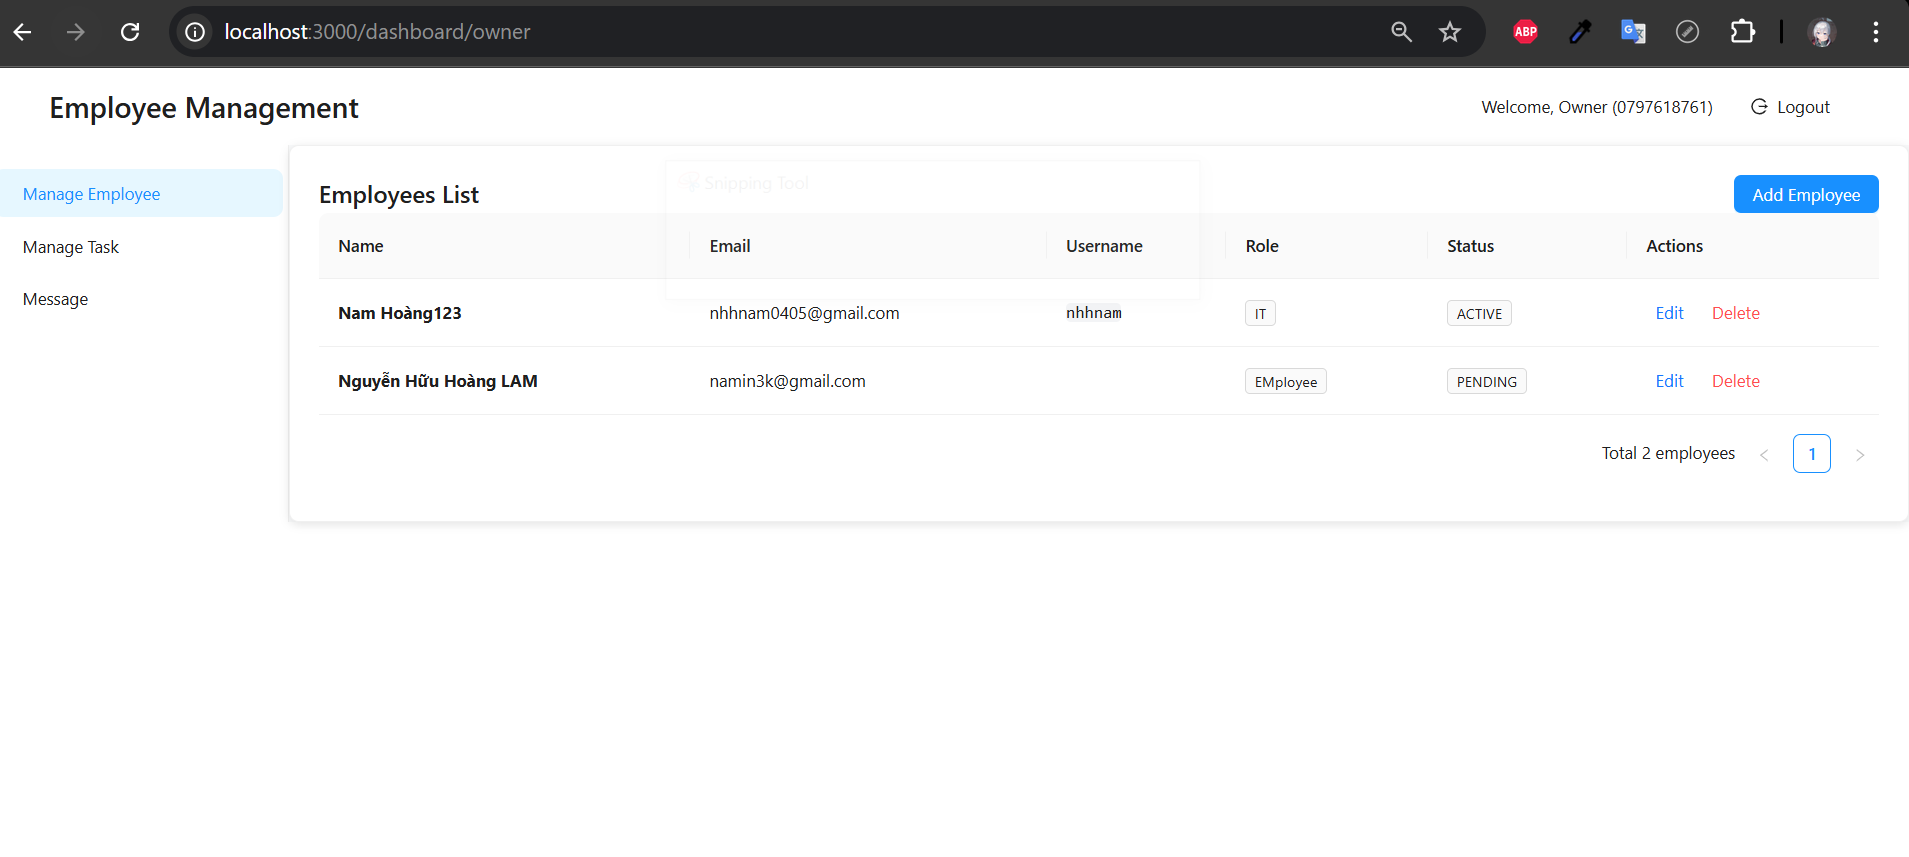 localhost:3000/dashboard/owner
ABP
Employee Management
Welcome, Owner (0797618761)
Logout
Manage Employee
Manage Task
Message
Employees List
Snipping Tool
Add Employee
Name Email Username Role Status Actions
Nam Hoàng123 nhhnam0405@gmail.com nhhnam IT ACTIVE Edit Delete
Nguyễn Hữu Hoàng LAM namin3k@gmail.com EMployee PENDING Edit Delete
Total 2 employees < 1 >